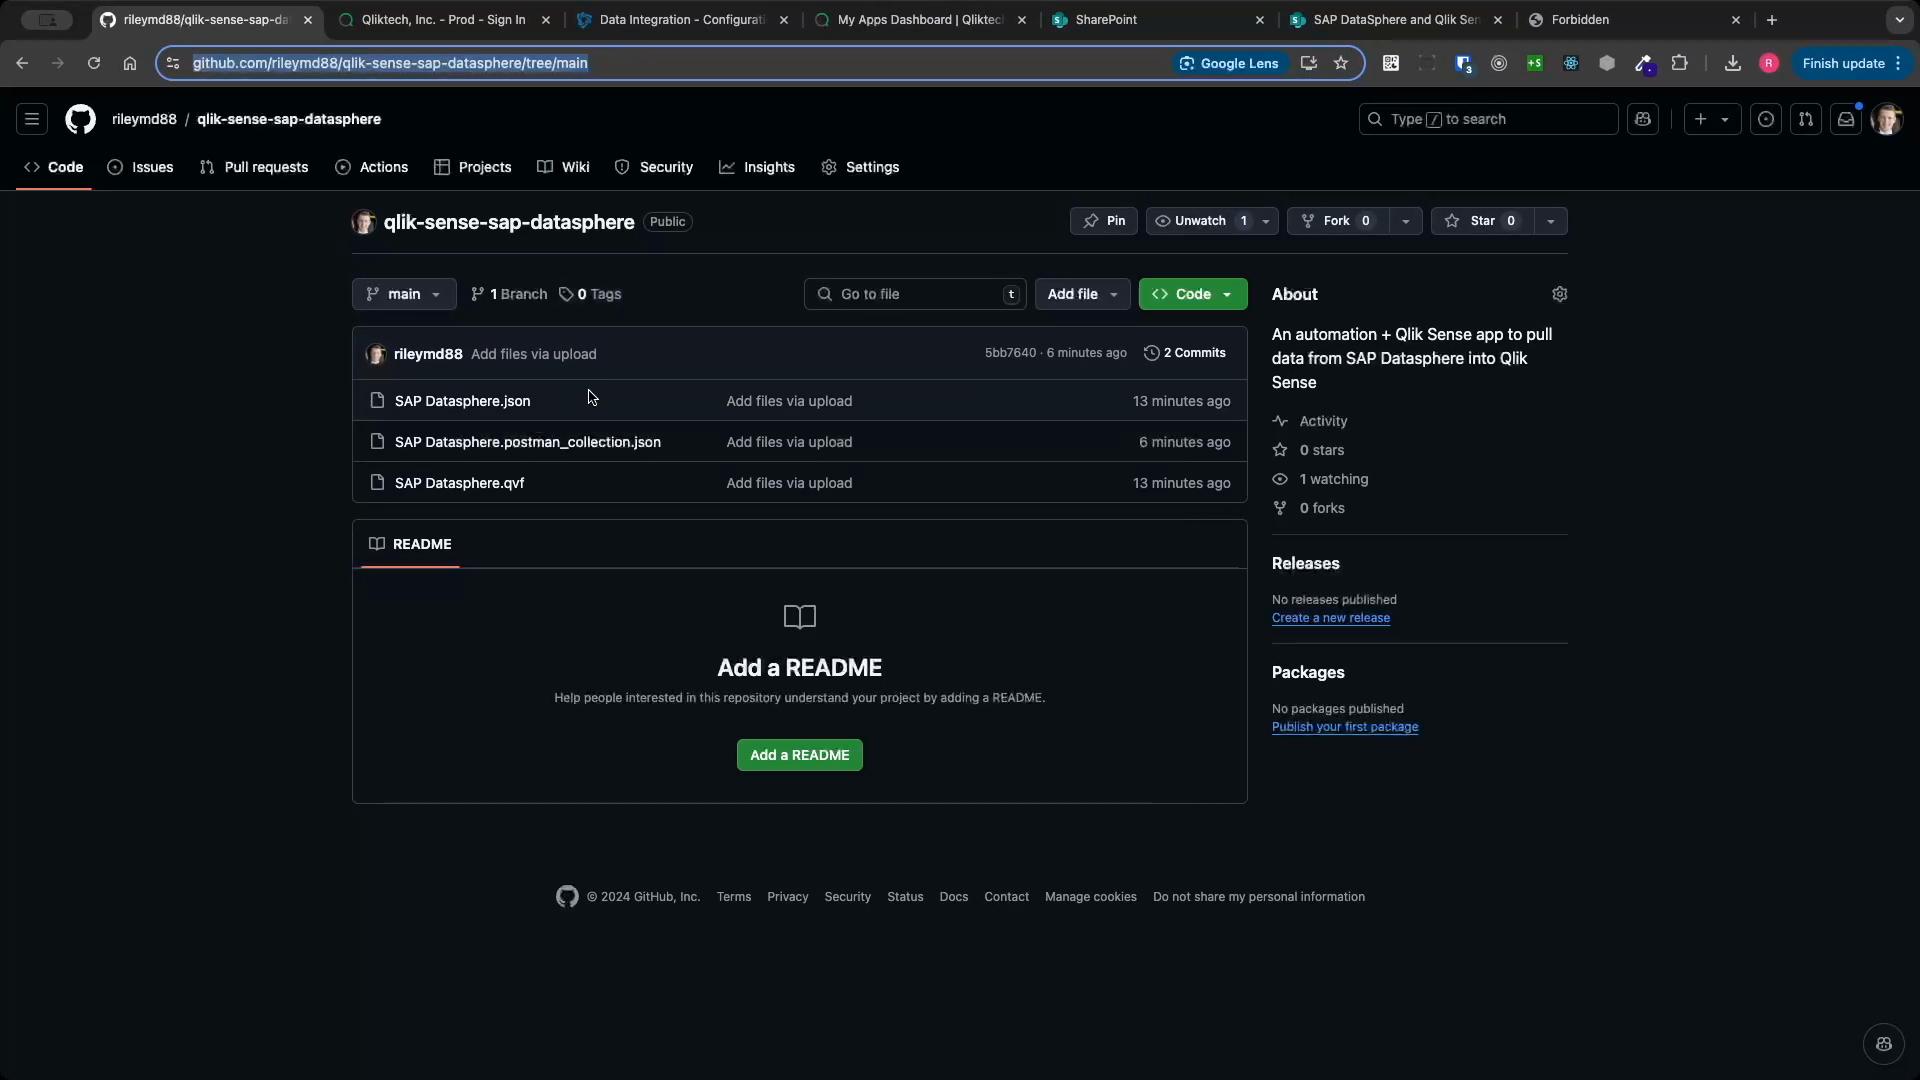 rileymd88/qlik-sense-sap-da
Qliktech, Inc. - Prod - Sign In
Data Integration - Configurati
My Apps Dashboard | Qliktec
SharePoint
SAP DataSphere and Qlik Sen
Forbidden
github.com/rileymd88/qlik-sense-sap-datasphere/tree/main
Google Lens
3
+S
R
Finish update
rileymd88 / qlik-sense-sap-datasphere
Type / to search
Code
Issues
Pull requests
Actions
Projects
Wiki
Security
Insights
Settings
qlik-sense-sap-datasphere
Public
Pin
Unwatch 1
Fork 0
Star 0
main
1 Branch
0 Tags
Go to file
t
Add file
Code
rileymd88 Add files via upload
5bb7640 · 6 minutes ago
2 Commits
SAP Datasphere.json
Add files via upload
13 minutes ago
SAP Datasphere.postman_collection.json
Add files via upload
6 minutes ago
SAP Datasphere.qvf
Add files via upload
13 minutes ago
README
Add a README
Help people interested in this repository understand your project by adding a README.
Add a README
About
An automation + Qlik Sense app to pull
data from SAP Datasphere into Qlik
Sense
Activity
0 stars
1 watching
0 forks
Releases
No releases published
Create a new release
Packages
No packages published
Publish your first package
© 2024 GitHub, Inc.
Terms
Privacy
Security
Status
Docs
Contact
Manage cookies
Do not share my personal information